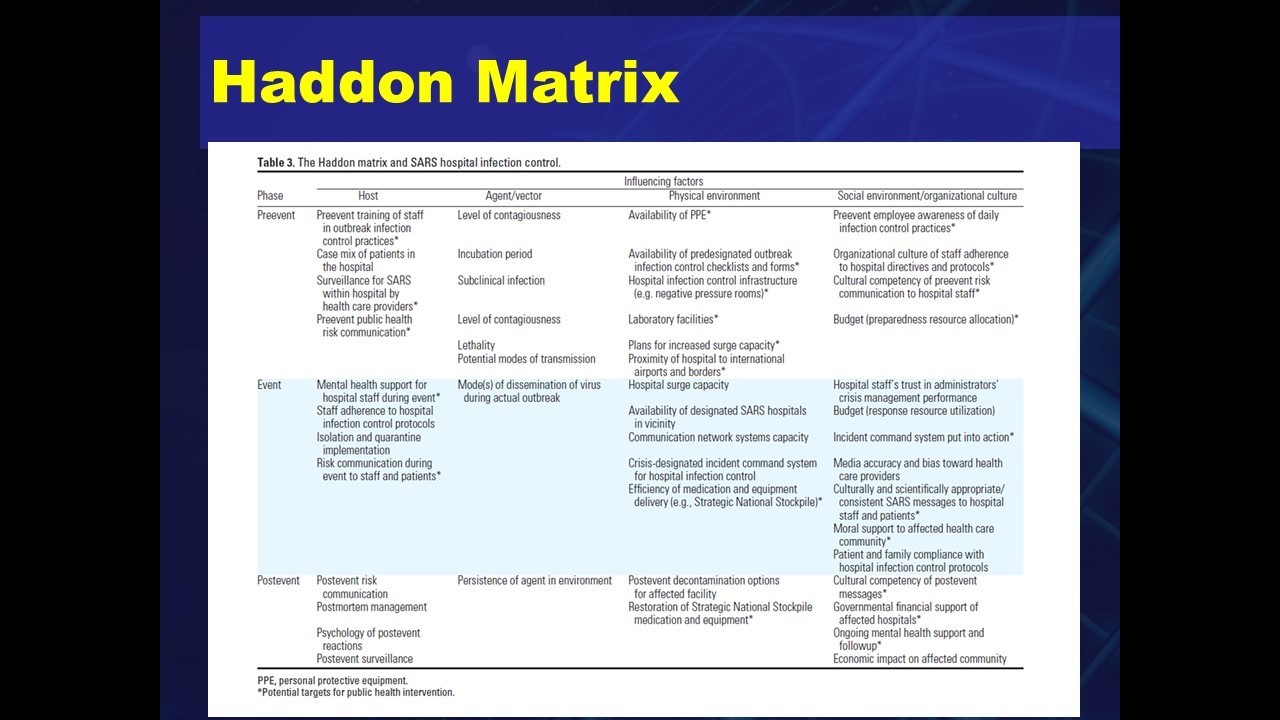 Haddon Matrix
Table 3. The Haddon matrix and SARS hospital infection control.
Influencing factors
Phase Host Agent/vector Physical environment Social environment/organizational culture
Preevent Preevent training of staff Level of contagiousness Availability of PPE* Preevent employee awareness of daily
in outbreak infection infection control practices*
control practices*
Case mix of patients in Incubation period Availability of predesignated outbreak Organizational culture of staff adherence
the hospital infection control checklists and forms* to hospital directives and protocols*
Surveillance for SARS Subclinical infection Hospital infection control infrastructure Cultural competency of preevent risk
within hospital by (e.g. negative pressure rooms)* communication to hospital staff*
health care providers*
Preevent public health Level of contagiousness Laboratory facilities* Budget (preparedness resource allocation)*
risk communication*
Lethality Plans for increased surge capacity*
Potential modes of transmission Proximity of hospital to international
airports and borders*
Event Mental health support for Mode(s) of dissemination of virus Hospital surge capacity Hospital staff's trust in administrators'
hospital staff during event* during actual outbreak crisis management performance
Staff adherence to hospital Availability of designated SARS hospitals Budget (response resource utilization)
infection control protocols in vicinity
Isolation and quarantine Communication network systems capacity Incident command system put into action*
implementation
Risk communication during Crisis-designated incident command system Media accuracy and bias toward health
event to staff and patients* for hospital infection control care providers
Efficiency of medication and equipment Culturally and scientifically appropriate/
delivery (e.g., Strategic National Stockpile)* consistent SARS messages to hospital
staff and patients*
Moral support to affected health care
community*
Patient and family compliance with
hospital infection control protocols
Postevent Postevent risk Persistence of agent in environment Postevent decontamination options Cultural competency of postevent
communication for affected facility messages*
Postmortem management Restoration of Strategic National Stockpile Governmental financial support of
medication and equipment* affected hospitals*
Psychology of postevent Ongoing mental health support and
reactions followup*
Postevent surveillance Economic impact on affected community
PPE, personal protective equipment.
*Potential targets for public health intervention.